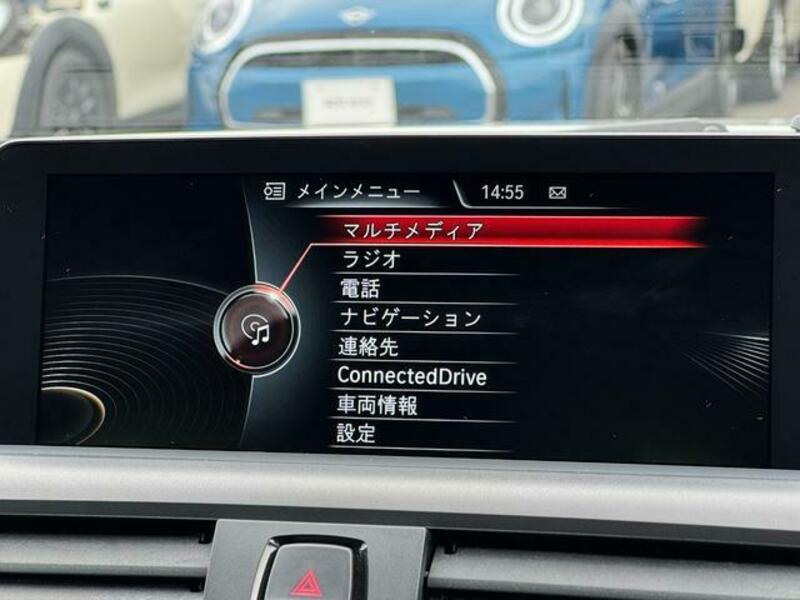 メインメニュー 14:55
マルチメディア
ラジオ
電話
ナビゲーション
連絡先
ConnectedDrive
車両情報
設定